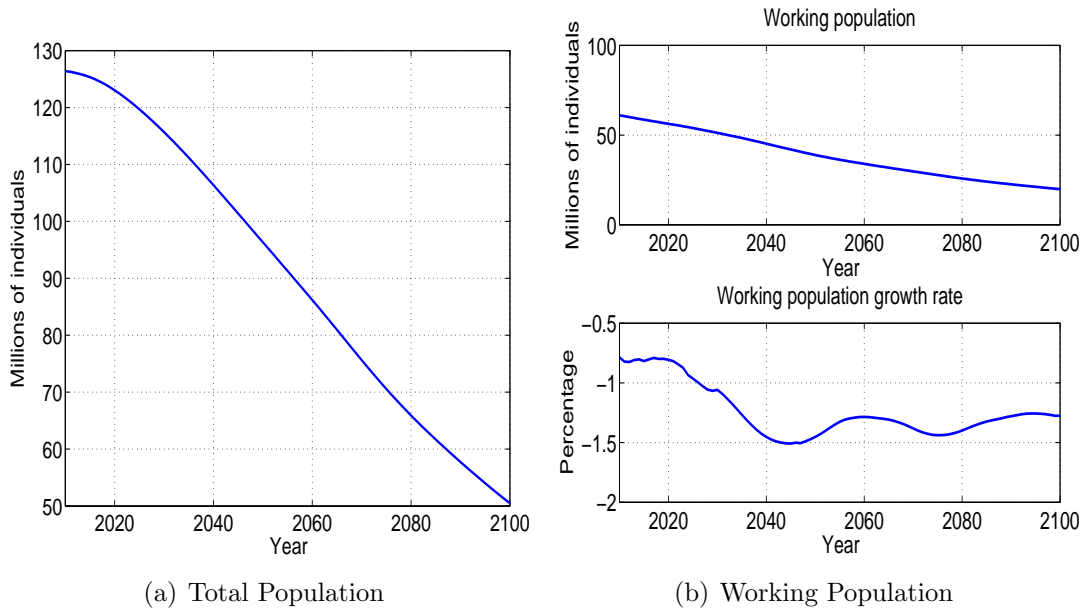 130
120
110
100
90
80
70
60
50
Millions of individuals
2020 2040 2060 2080 2100
Year
(a) Total Population
Working population
100
50
0
Millions of individuals
2020 2040 2060 2080 2100
Year
Working population growth rate
−0.5
−1
−1.5
−2
Percentage
2020 2040 2060 2080 2100
Year
(b) Working Population